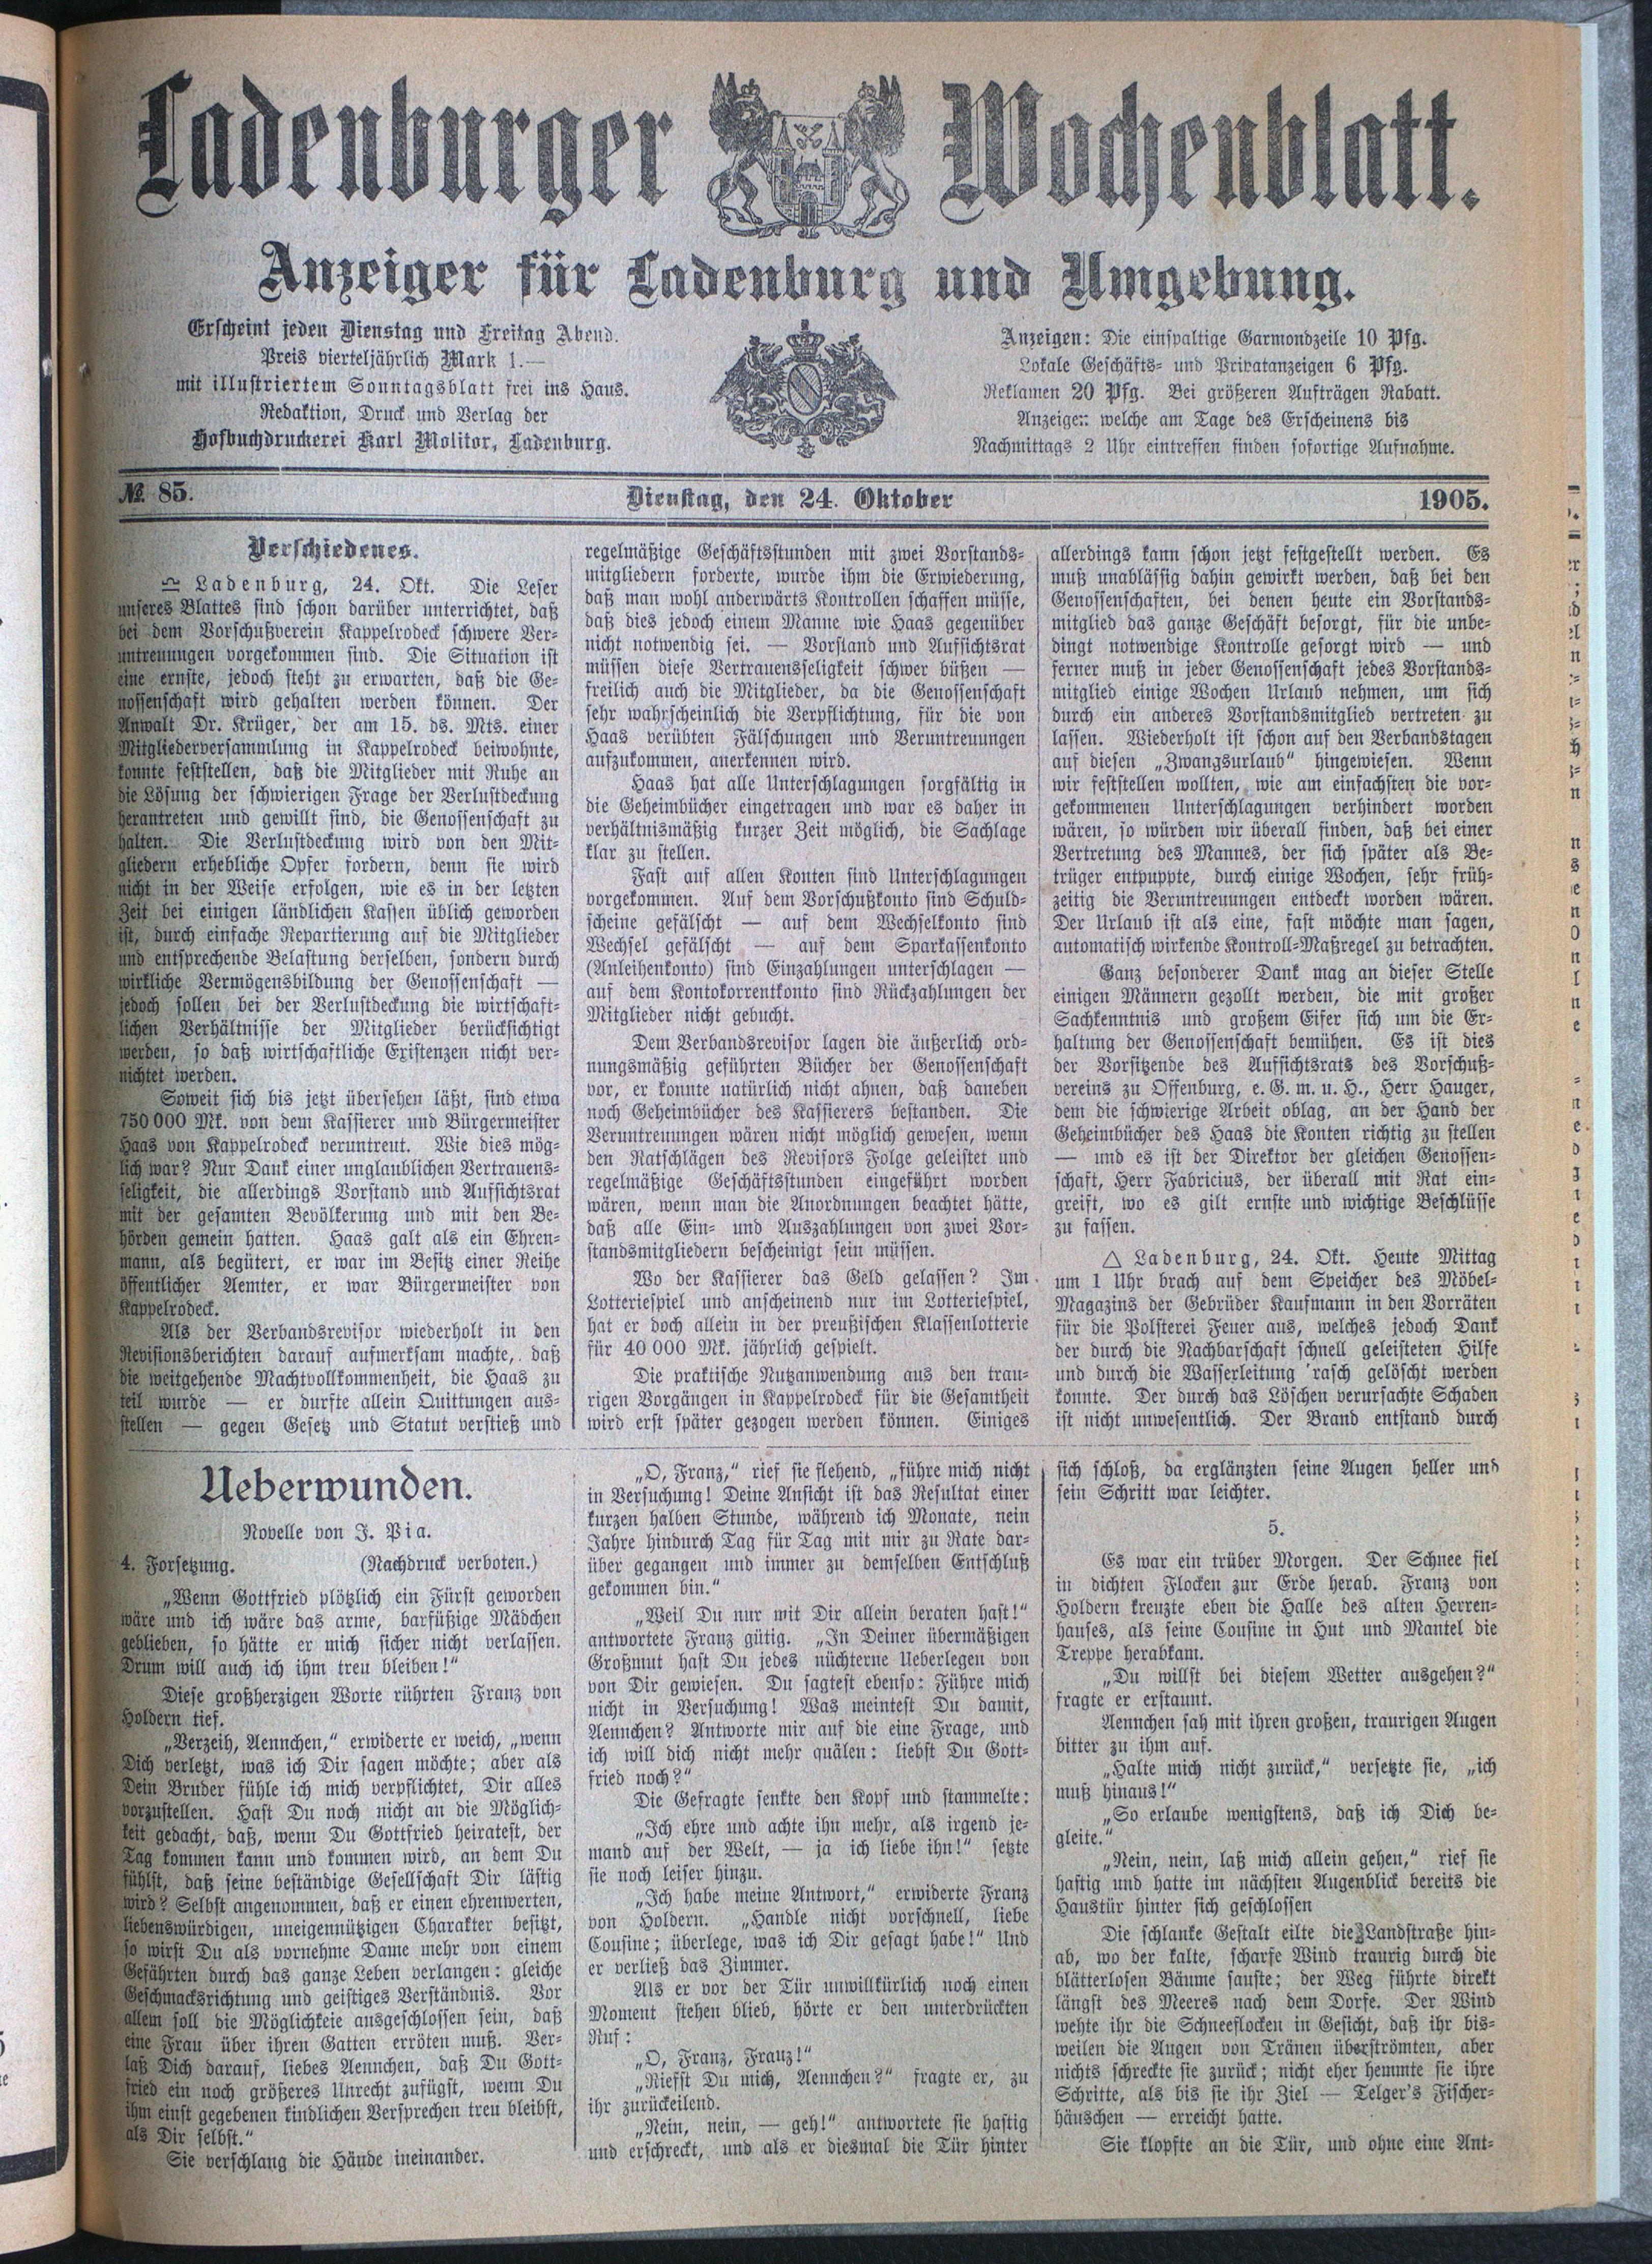 Ladenburger Wochenblatt.
Anzeiger für Ladenburg und Umgebung.
Erscheint jeden Dienstag und Freitag Abend.
Preis vierteljährlich Mark 1.—
mit illustriertem Sonntagsblatt frei ins Haus.
Redaktion, Druck und Verlag der
Hofbuchdruckerei Karl Molitor, Ladenburg.
Anzeigen: Die einspaltige Garmondzeile 10 Pfg.
Lokale Geschäfts- und Privatanzeigen 6 Pfg.
Reklamen 20 Pfg. Bei größeren Aufträgen Rabatt.
Anzeigen welche am Tage des Erscheinens bis
Nachmittags 2 Uhr eintreffen finden sofortige Aufnahme.
№ 85. Dienstag, den 24. Oktober 1905.
Verschiedenes.
♎ Ladenburg, 24. Okt. Die Leser
unseres Blattes sind schon darüber unterrichtet, daß
bei dem Vorschußverein Kappelrodeck schwere Ver-
untreuungen vorgekommen sind. Die Situation ist
eine ernste, jedoch steht zu erwarten, daß die Ge-
nossenschaft wird gehalten werden können. Der
Anwalt Dr. Krüger, der am 15. ds. Mts. einer
Mitgliederversammlung in Kappelrodeck beiwohnte,
konnte feststellen, daß die Mitglieder mit Ruhe an
die Lösung der schwierigen Frage der Verlustdeckung
herantreten und gewillt sind, die Genossenschaft zu
halten. Die Verlustdeckung wird von den Mit-
gliedern erhebliche Opfer fordern, denn sie wird
nicht in der Weise erfolgen, wie es in der letzten
Zeit bei einigen ländlichen Kassen üblich geworden
ist, durch einfache Repartierung auf die Mitglieder
und entsprechende Belastung derselben, sondern durch
wirkliche Vermögensbildung der Genossenschaft —
jedoch sollen bei der Verlustdeckung die wirtschaft-
lichen Verhältnisse der Mitglieder berücksichtigt
werden, so daß wirtschaftliche Existenzen nicht ver-
nichtet werden.
Soweit sich bis jetzt übersehen läßt, sind etwa
750 000 Mk. von dem Kassierer und Bürgermeister
Haas von Kappelrodeck veruntreut. Wie dies mög-
lich war? Nur Dank einer unglaublichen Vertrauens-
seligkeit, die allerdings Vorstand und Aufsichtsrat
mit der gesamten Bevölkerung und mit den Be-
hörden gemein hatten. Haas galt als ein Ehren-
mann, als begütert, er war im Besitz einer Reihe
öffentlicher Aemter, er war Bürgermeister von
Kappelrodeck.
Als der Verbandsrevisor wiederholt in den
Revisionsberichten darauf aufmerksam machte, daß
die weitgehende Machtvollkommenheit, die Haas zu
teil wurde — er durfte allein Quittungen aus-
stellen — gegen Gesetz und Statut verstieß und
regelmäßige Geschäftsstunden mit zwei Vorstands-
mitgliedern forderte, wurde ihm die Erwiederung,
daß man wohl anderwärts Kontrollen schaffen müsse,
daß dies jedoch einem Manne wie Haas gegenüber
nicht notwendig sei. — Vorstand und Aufsichtsrat
müssen diese Vertrauensseligkeit schwer büßen —
freilich auch die Mitglieder, da die Genossenschaft
sehr wahrscheinlich die Verpflichtung, für die von
Haas verübten Fälschungen und Veruntreuungen
aufzukommen, anerkennen wird.
Haas hat alle Unterschlagungen sorgfältig in
die Geheimbücher eingetragen und war es daher in
verhältnismäßig kurzer Zeit möglich, die Sachlage
klar zu stellen.
Fast auf allen Konten sind Unterschlagungen
vorgekommen. Auf dem Vorschußkonto sind Schuld-
scheine gefälscht — auf dem Wechselkonto sind
Wechsel gefälscht — auf dem Sparkassenkonto
(Anleihenkonto) sind Einzahlungen unterschlagen —
auf dem Kontokorrentkonto sind Rückzahlungen der
Mitglieder nicht gebucht.
Dem Verbandsrevisor lagen die äußerlich ord-
nungsmäßig geführten Bücher der Genossenschaft
vor, er konnte natürlich nicht ahnen, daß daneben
noch Geheimbücher des Kassierers bestanden. Die
Veruntreuungen wären nicht möglich gewesen, wenn
den Ratschlägen des Revisors Folge geleistet und
regelmäßige Geschäftsstunden eingeführt worden
wären, wenn man die Anordnungen beachtet hätte,
daß alle Ein- und Auszahlungen von zwei Vor-
standsmitgliedern bescheinigt sein müssen.
Wo der Kassierer das Geld gelassen? Im
Lotteriespiel und anscheinend nur im Lotteriespiel,
hat er doch allein in der preußischen Klassenlotterie
für 40 000 Mk. jährlich gespielt.
Die praktische Nutzanwendung aus den trau-
rigen Vorgängen in Kappelrodeck für die Gesamtheit
wird erst später gezogen werden können. Einiges
allerdings kann schon jetzt festgestellt werden. Es
muß unablässig dahin gewirkt werden, daß bei den
Genossenschaften, bei denen heute ein Vorstands-
mitglied das ganze Geschäft besorgt, für die unbe-
dingt notwendige Kontrolle gesorgt wird — und
ferner muß in jeder Genossenschaft jedes Vorstands-
mitglied einige Wochen Urlaub nehmen, um sich
durch ein anderes Vorstandsmitglied vertreten zu
lassen. Wiederholt ist schon auf den Verbandstagen
auf diesen „Zwangsurlaub“ hingewiesen. Wenn
wir feststellen wollten, wie am einfachsten die vor-
gekommenen Unterschlagungen verhindert worden
wären, so würden wir überall finden, daß bei einer
Vertretung des Mannes, der sich später als Be-
trüger entpuppte, durch einige Wochen, sehr früh-
zeitig die Veruntreuungen entdeckt worden wären.
Der Urlaub ist als eine, fast möchte man sagen,
automatisch wirkende Kontroll-Maßregel zu betrachten.
Ganz besonderer Dank mag an dieser Stelle
einigen Männern gezollt werden, die mit großer
Sachkenntnis und großem Eifer sich um die Er-
haltung der Genossenschaft bemühen. Es ist dies
der Vorsitzende des Aufsichtsrats des Vorschuß-
vereins zu Offenburg, e. G. m. u. H., Herr Hauger,
dem die schwierige Arbeit oblag, an der Hand der
Geheimbücher des Haas die Konten richtig zu stellen
— und es ist der Direktor der gleichen Genossen-
schaft, Herr Fabricius, der überall mit Rat ein-
greift, wo es gilt ernste und wichtige Beschlüsse
zu fassen.
△ Ladenburg, 24. Okt. Heute Mittag
um 1 Uhr brach auf dem Speicher des Möbel-
Magazins der Gebrüder Kaufmann in den Vorräten
für die Polsterei Feuer aus, welches jedoch Dank
der durch die Nachbarschaft schnell geleisteten Hilfe
und durch die Wasserleitung rasch gelöscht werden
konnte. Der durch das Löschen verursachte Schaden
ist nicht unwesentlich. Der Brand entstand durch
Ueberwunden.
Novelle von J. Pia.
4. Forsetzung. (Nachdruck verboten.)
„Wenn Gottfried plötzlich ein Fürst geworden
wäre und ich wäre das arme, barfüßige Mädchen
geblieben, so hätte er mich sicher nicht verlassen.
Drum will auch ich ihm treu bleiben!“
Diese großherzigen Worte rührten Franz von
Holdern tief.
„Verzeih, Aennchen,“ erwiderte er weich, „wenn
Dich verletzt, was ich Dir sagen möchte; aber als
Dein Bruder fühle ich mich verpflichtet, Dir alles
vorzustellen. Hast Du noch nicht an die Möglich-
keit gedacht, daß, wenn Du Gottfried heiratest, der
Tag kommen kann und kommen wird, an dem Du
fühlst, daß seine beständige Gesellschaft Dir lästig
wird? Selbst angenommen, daß er einen ehrenwerten,
liebenswürdigen, uneigennützigen Charakter besitzt,
so wirst Du als vornehme Dame mehr von einem
Gefährten durch das ganze Leben verlangen: gleiche
Geschmacksrichtung und geistiges Verständnis. Vor
allem soll die Möglichkeie ausgeschlossen sein, daß
eine Frau über ihren Gatten erröten muß. Ver-
laß Dich darauf, liebes Aennchen, daß Du Gott-
fried ein noch größeres Unrecht zufügst, wenn Du
ihm einst gegebenen kindlichen Versprechen treu bleibst,
als Dir selbst.“
Sie verschlang die Hände ineinander.
„O, Franz,“ rief sie flehend, „führe mich nicht
in Versuchung! Deine Ansicht ist das Resultat einer
kurzen halben Stunde, während ich Monate, nein
Jahre hindurch Tag für Tag mit mir zu Rate dar-
über gegangen und immer zu demselben Entschluß
gekommen bin.“
„Weil Du nur wit Dir allein beraten hast!“
antwortete Franz gütig. „In Deiner übermäßigen
Großmut hast Du jedes nüchterne Ueberlegen von
von Dir gewiesen. Du sagtest ebenso: Führe mich
nicht in Versuchung! Was meintest Du damit,
Aennchen? Antworte mir auf die eine Frage, und
ich will dich nicht mehr quälen: liebst Du Gott-
fried noch?“
Die Gefragte senkte den Kopf und stammelte:
„Ich ehre und achte ihn mehr, als irgend je-
mand auf der Welt, — ja ich liebe ihn!“ setzte
sie noch leiser hinzu.
„Ich habe meine Antwort,“ erwiderte Franz
von Holdern. „Handle nicht vorschnell, liebe
Cousine; überlege, was ich Dir gesagt habe!“ Und
er verließ das Zimmer.
Als er vor der Tür unwillkürlich noch einen
Moment stehen blieb, hörte er den unterdrückten
Ruf:
„O, Franz, Franz!“
„Riefst Du mich, Aennchen?“ fragte er, zu
ihr zurückeilend.
„Nein, nein, — geh!“ antwortete sie hastig
und erschreckt, und als er diesmal die Tür hinter
sich schloß, da erglänzten seine Augen heller und
sein Schritt war leichter.
5.
Es war ein trüber Morgen. Der Schnee fiel
in dichten Flocken zur Erde herab. Franz von
Holdern kreuzte eben die Halle des alten Herren-
hauses, als seine Cousine in Hut und Mantel die
Treppe herabkam.
„Du willst bei diesem Wetter ausgehen?“
fragte er erstaunt.
Aennchen sah mit ihren großen, traurigen Augen
bitter zu ihm auf.
„Halte mich nicht zurück,“ versetzte sie, „ich
muß hinaus!“
„So erlaube wenigstens, daß ich Dich be-
gleite.“
„Nein, nein, laß mich allein gehen,“ rief sie
hastig und hatte im nächsten Augenblick bereits die
Haustür hinter sich geschlossen
Die schlanke Gestalt eilte die Landstraße hin-
ab, wo der kalte, scharfe Wind traurig durch die
blätterlosen Bäume sauste; der Weg führte direkt
längst des Meeres nach dem Dorfe. Der Wind
wehte ihr die Schneeflocken in Gesicht, daß ihr bis-
weilen die Augen von Tränen überströmten, aber
nichts schreckte sie zurück; nicht eher hemmte sie ihre
Schritte, als bis sie ihr Ziel — Telger's Fischer-
häuschen — erreicht hatte.
Sie klopfte an die Tür, und ohne eine Ant-